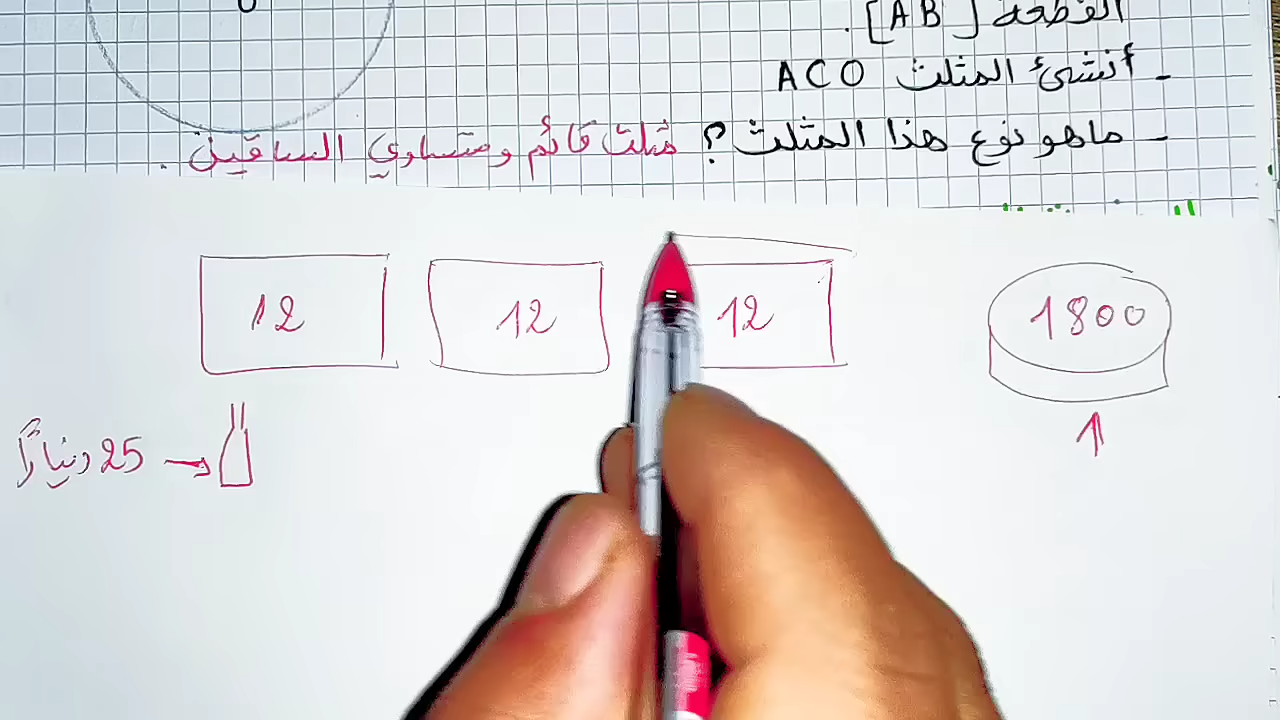 القطعة [AB].
- أنشئ المثلث ACO
- ماهو نوع هذا المثلث؟ مثلث قائم ومتساوي الساقين.
12 12 12 1800
25 دينارًا